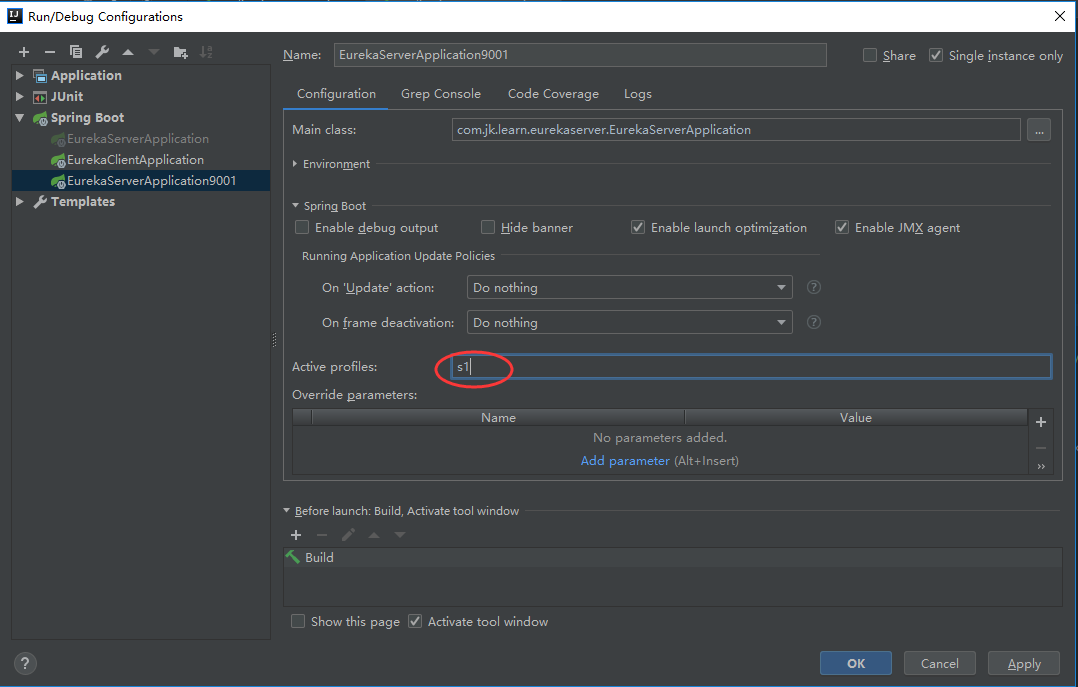 Run/Debug Configurations
Name: EurekaServerApplication9001 Share Single instance only
Application
JUnit
Spring Boot
EurekaServerApplication
EurekaClientApplication
EurekaServerApplication9001
Templates
Configuration Grep Console Code Coverage Logs
Main class: com.jk.learn.eurekaserver.EurekaServerApplication ...
Environment
Spring Boot
Enable debug output Hide banner Enable launch optimization Enable JMX agent
Running Application Update Policies
On 'Update' action: Do nothing ?
On frame deactivation: Do nothing ?
Active profiles: s1
Override parameters:
Name Value
No parameters added.
Add parameter (Alt+Insert)
Before launch: Build, Activate tool window
Build
Show this page Activate tool window
? OK Cancel Apply